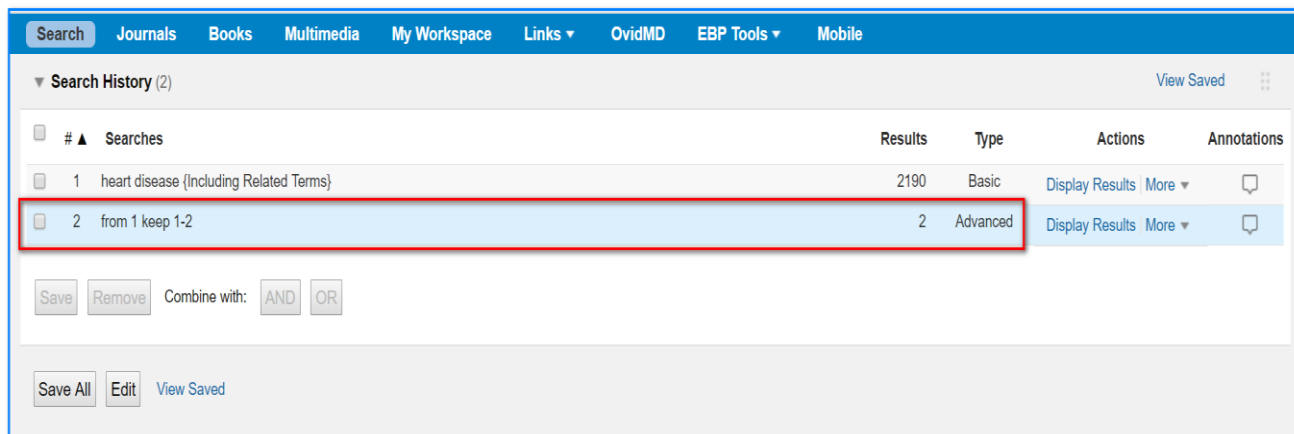 Search Journals Books Multimedia My Workspace Links ▼ OvidMD EBP Tools ▼ Mobile
▼ Search History (2) View Saved
# ▲ Searches Results Type Actions Annotations
1 heart disease {Including Related Terms} 2190 Basic Display Results More ▼
2 from 1 keep 1-2 2 Advanced Display Results More ▼
Save Remove Combine with: AND OR
Save All Edit View Saved